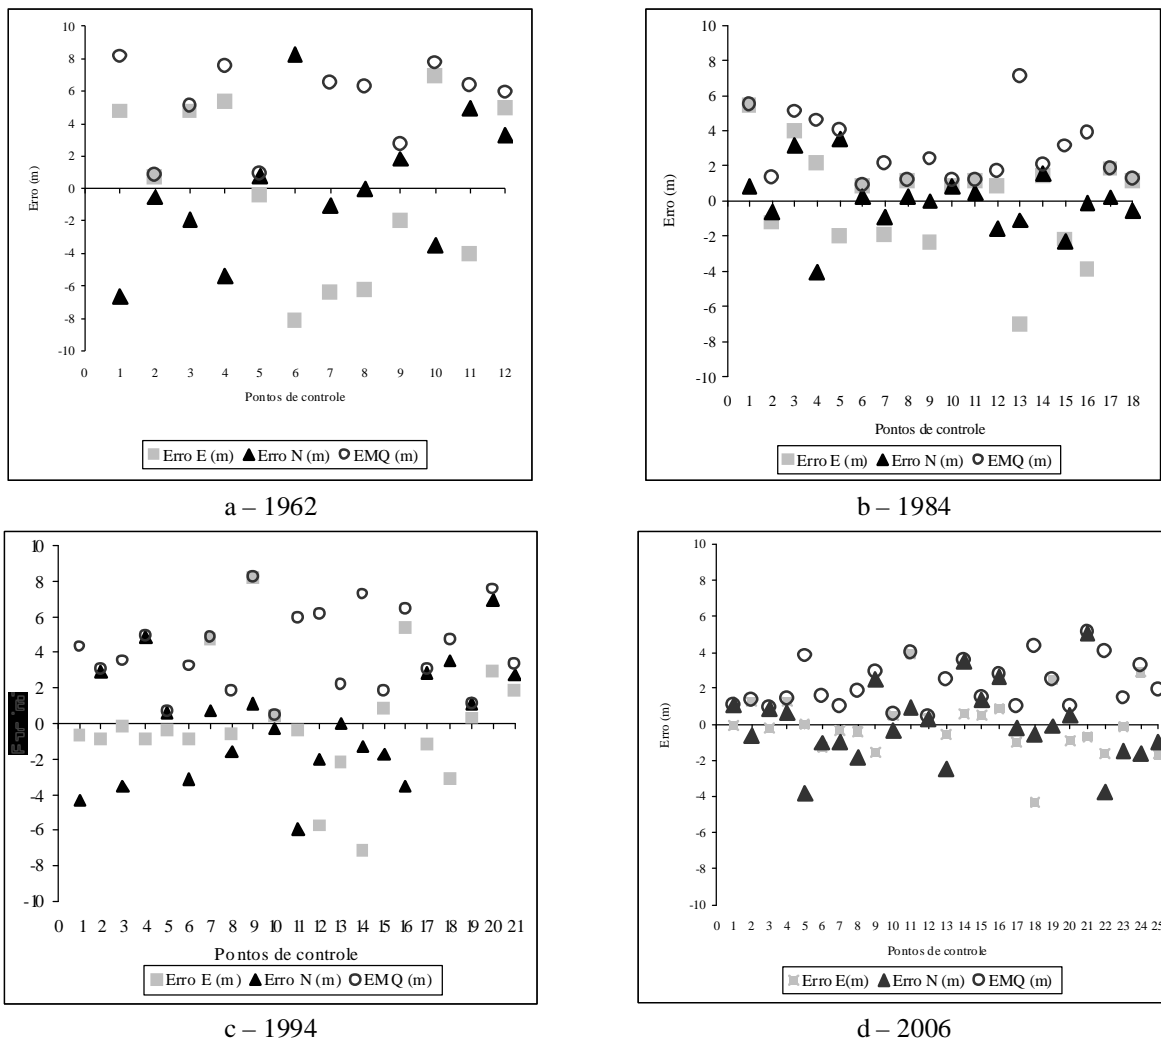 10
8
6
4
2
0
-2
-4
-6
-8
-10
Erro (m)
0 1 2 3 4 5 6 7 8 9 10 11 12
Pontos de controle
Erro E (m) Erro N (m) EMQ (m)
a – 1962
10
8
6
4
2
0
-2
-4
-6
-8
-10
Erro (m)
0 1 2 3 4 5 6 7 8 9 10 11 12 13 14 15 16 17 18
Pontos de controle
Erro E (m) Erro N (m) EMQ (m)
b – 1984
10
8
6
4
2
0
-2
-4
-6
-8
-10
0 1 2 3 4 5 6 7 8 9 10 11 12 13 14 15 16 17 18 19 20 21
Pontos de controle
Erro E (m) Erro N (m) EMQ (m)
c – 1994
10
8
6
4
2
0
-2
-4
-6
-8
-10
Erro (m)
0 1 2 3 4 5 6 7 8 9 10 11 12 13 14 15 16 17 18 19 20 21 22 23 24 25
Pontos de controle
Erro E(m) Erro N (m) EMQ (m)
d – 2006